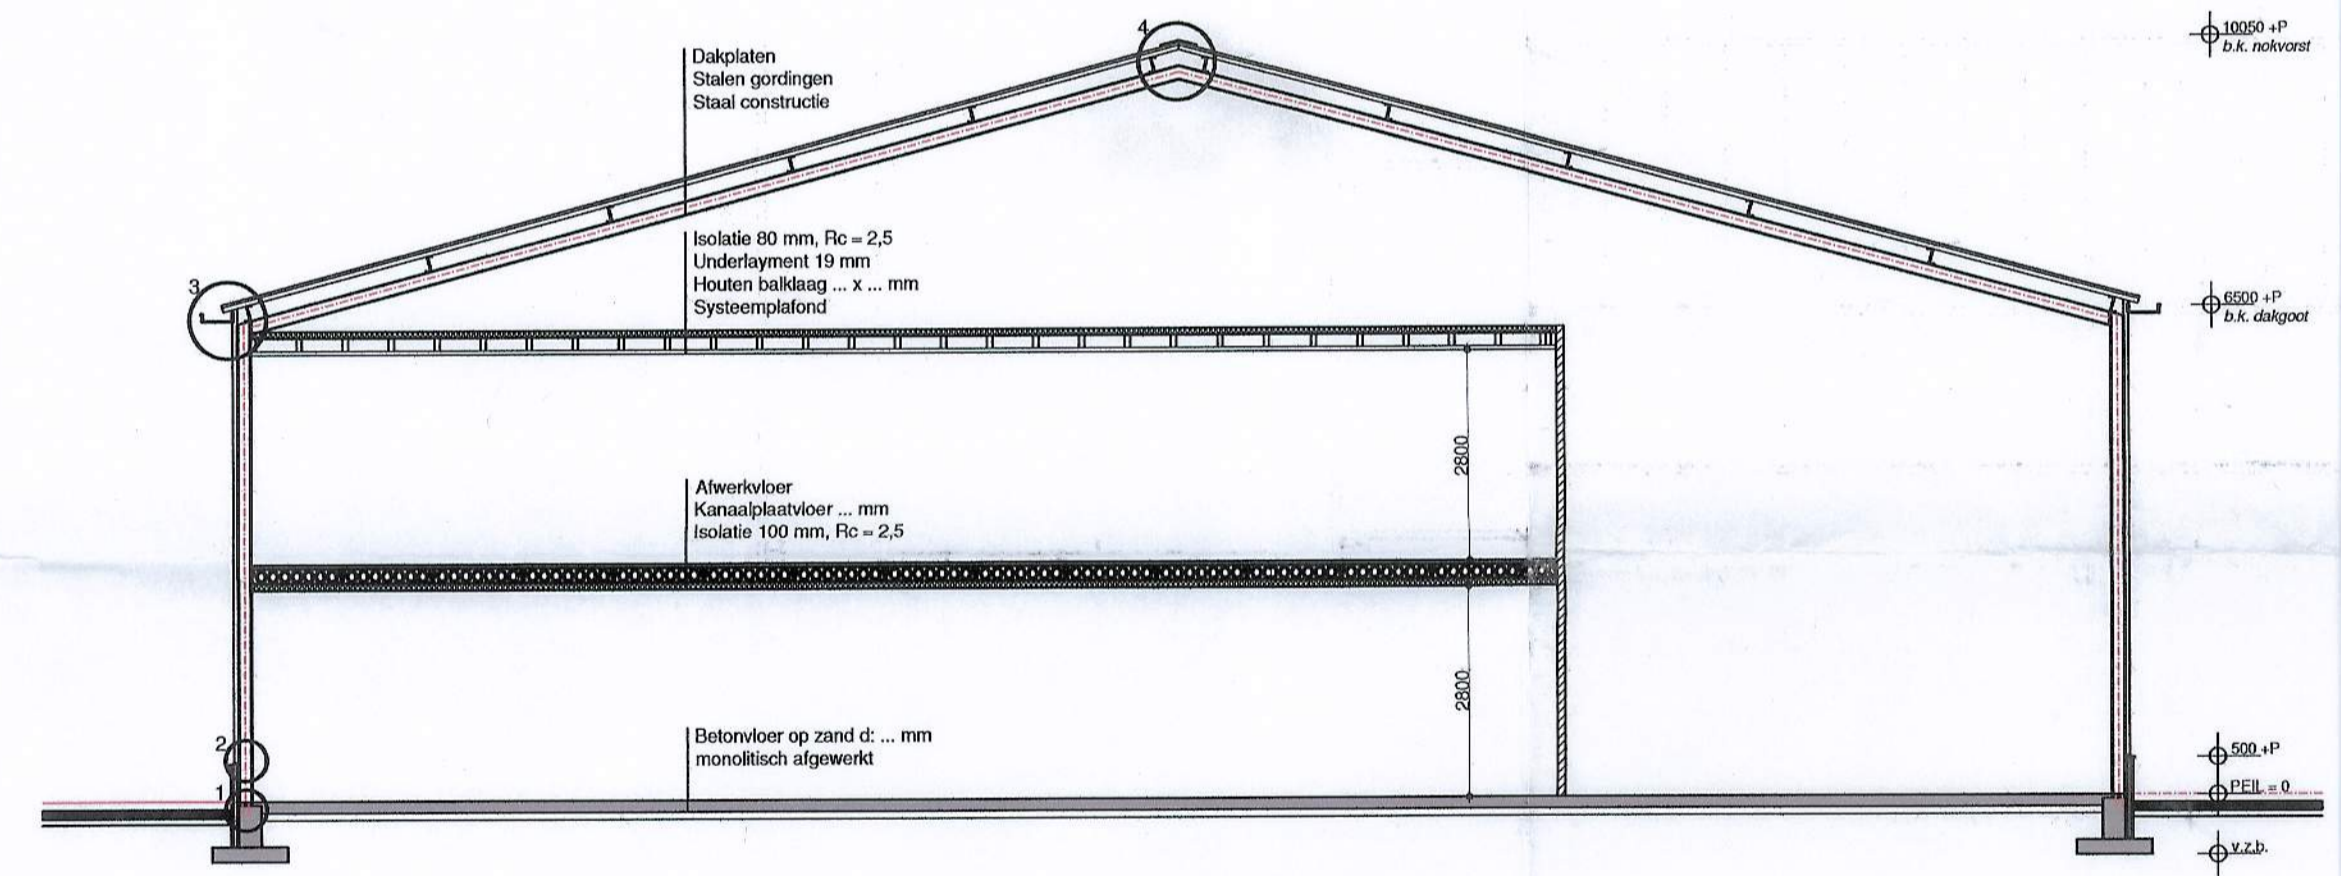 4
10050 +P
b.k. nokvorst
Dakplaten
Stalen gordingen
Staal constructie
Isolatie 80 mm, Rc = 2,5
Underlayment 19 mm
Houten balklaag ... x ... mm
Systeemplafond
3
6500 +P
b.k. dakgoot
2800
Afwerkvloer
Kanaalplaatvloer ... mm
Isolatie 100 mm, Rc = 2,5
2800
Betonvloer op zand d: ... mm
monolitisch afgewerkt
2
500 +P
1
PEIL = 0
v.z.b.